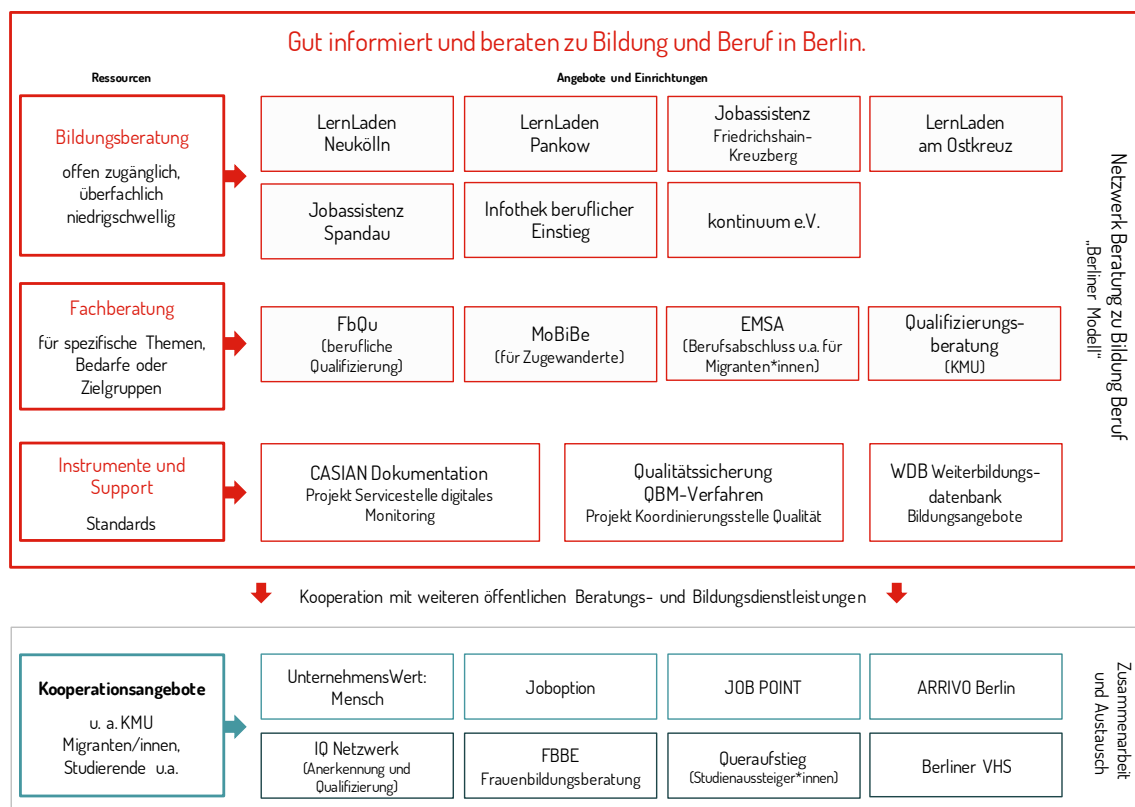 Gut informiert und beraten zu Bildung und Beruf in Berlin.
Ressourcen
Angebote und Einrichtungen
Bildungsberatung
offen zugänglich,
überfachlich
niedrigschwellig
LernLaden
Neukölln
LernLaden
Pankow
Jobassistenz
Friedrichshain-
Kreuzberg
LernLaden
am Ostkreuz
Jobassistenz
Spandau
Infothek beruflicher
Einstieg
kontinuum e.V.
Fachberatung
für spezifische Themen,
Bedarfe oder
Zielgruppen
FbQu
(berufliche
Qualifizierung)
MoBiBe
(für Zugewanderte)
EMSA
(Berufsabschluss u.a. für
Migranten*innen)
Qualifizierungs-
beratung
(KMU)
Instrumente und
Support
Standards
CASIAN Dokumentation
Projekt Servicestelle digitales
Monitoring
Qualitätssicherung
QBM-Verfahren
Projekt Koordinierungsstelle Qualität
WDB Weiterbildungs-
datenbank
Bildungsangebote
Netzwerk Beratung zu Bildung Beruf
„Berliner Modell“
Kooperation mit weiteren öffentlichen Beratungs- und Bildungsdienstleistungen
Kooperationsangebote
u. a. KMU
Migranten/innen,
Studierende u.a.
UnternehmensWert:
Mensch
Joboption
JOB POINT
ARRIVO Berlin
IQ Netzwerk
(Anerkennung und
Qualifizierung)
FBBE
Frauenbildungsberatung
Queraufstieg
(Studienaussteiger*innen)
Berliner VHS
Zusammenarbeit
und Austausch